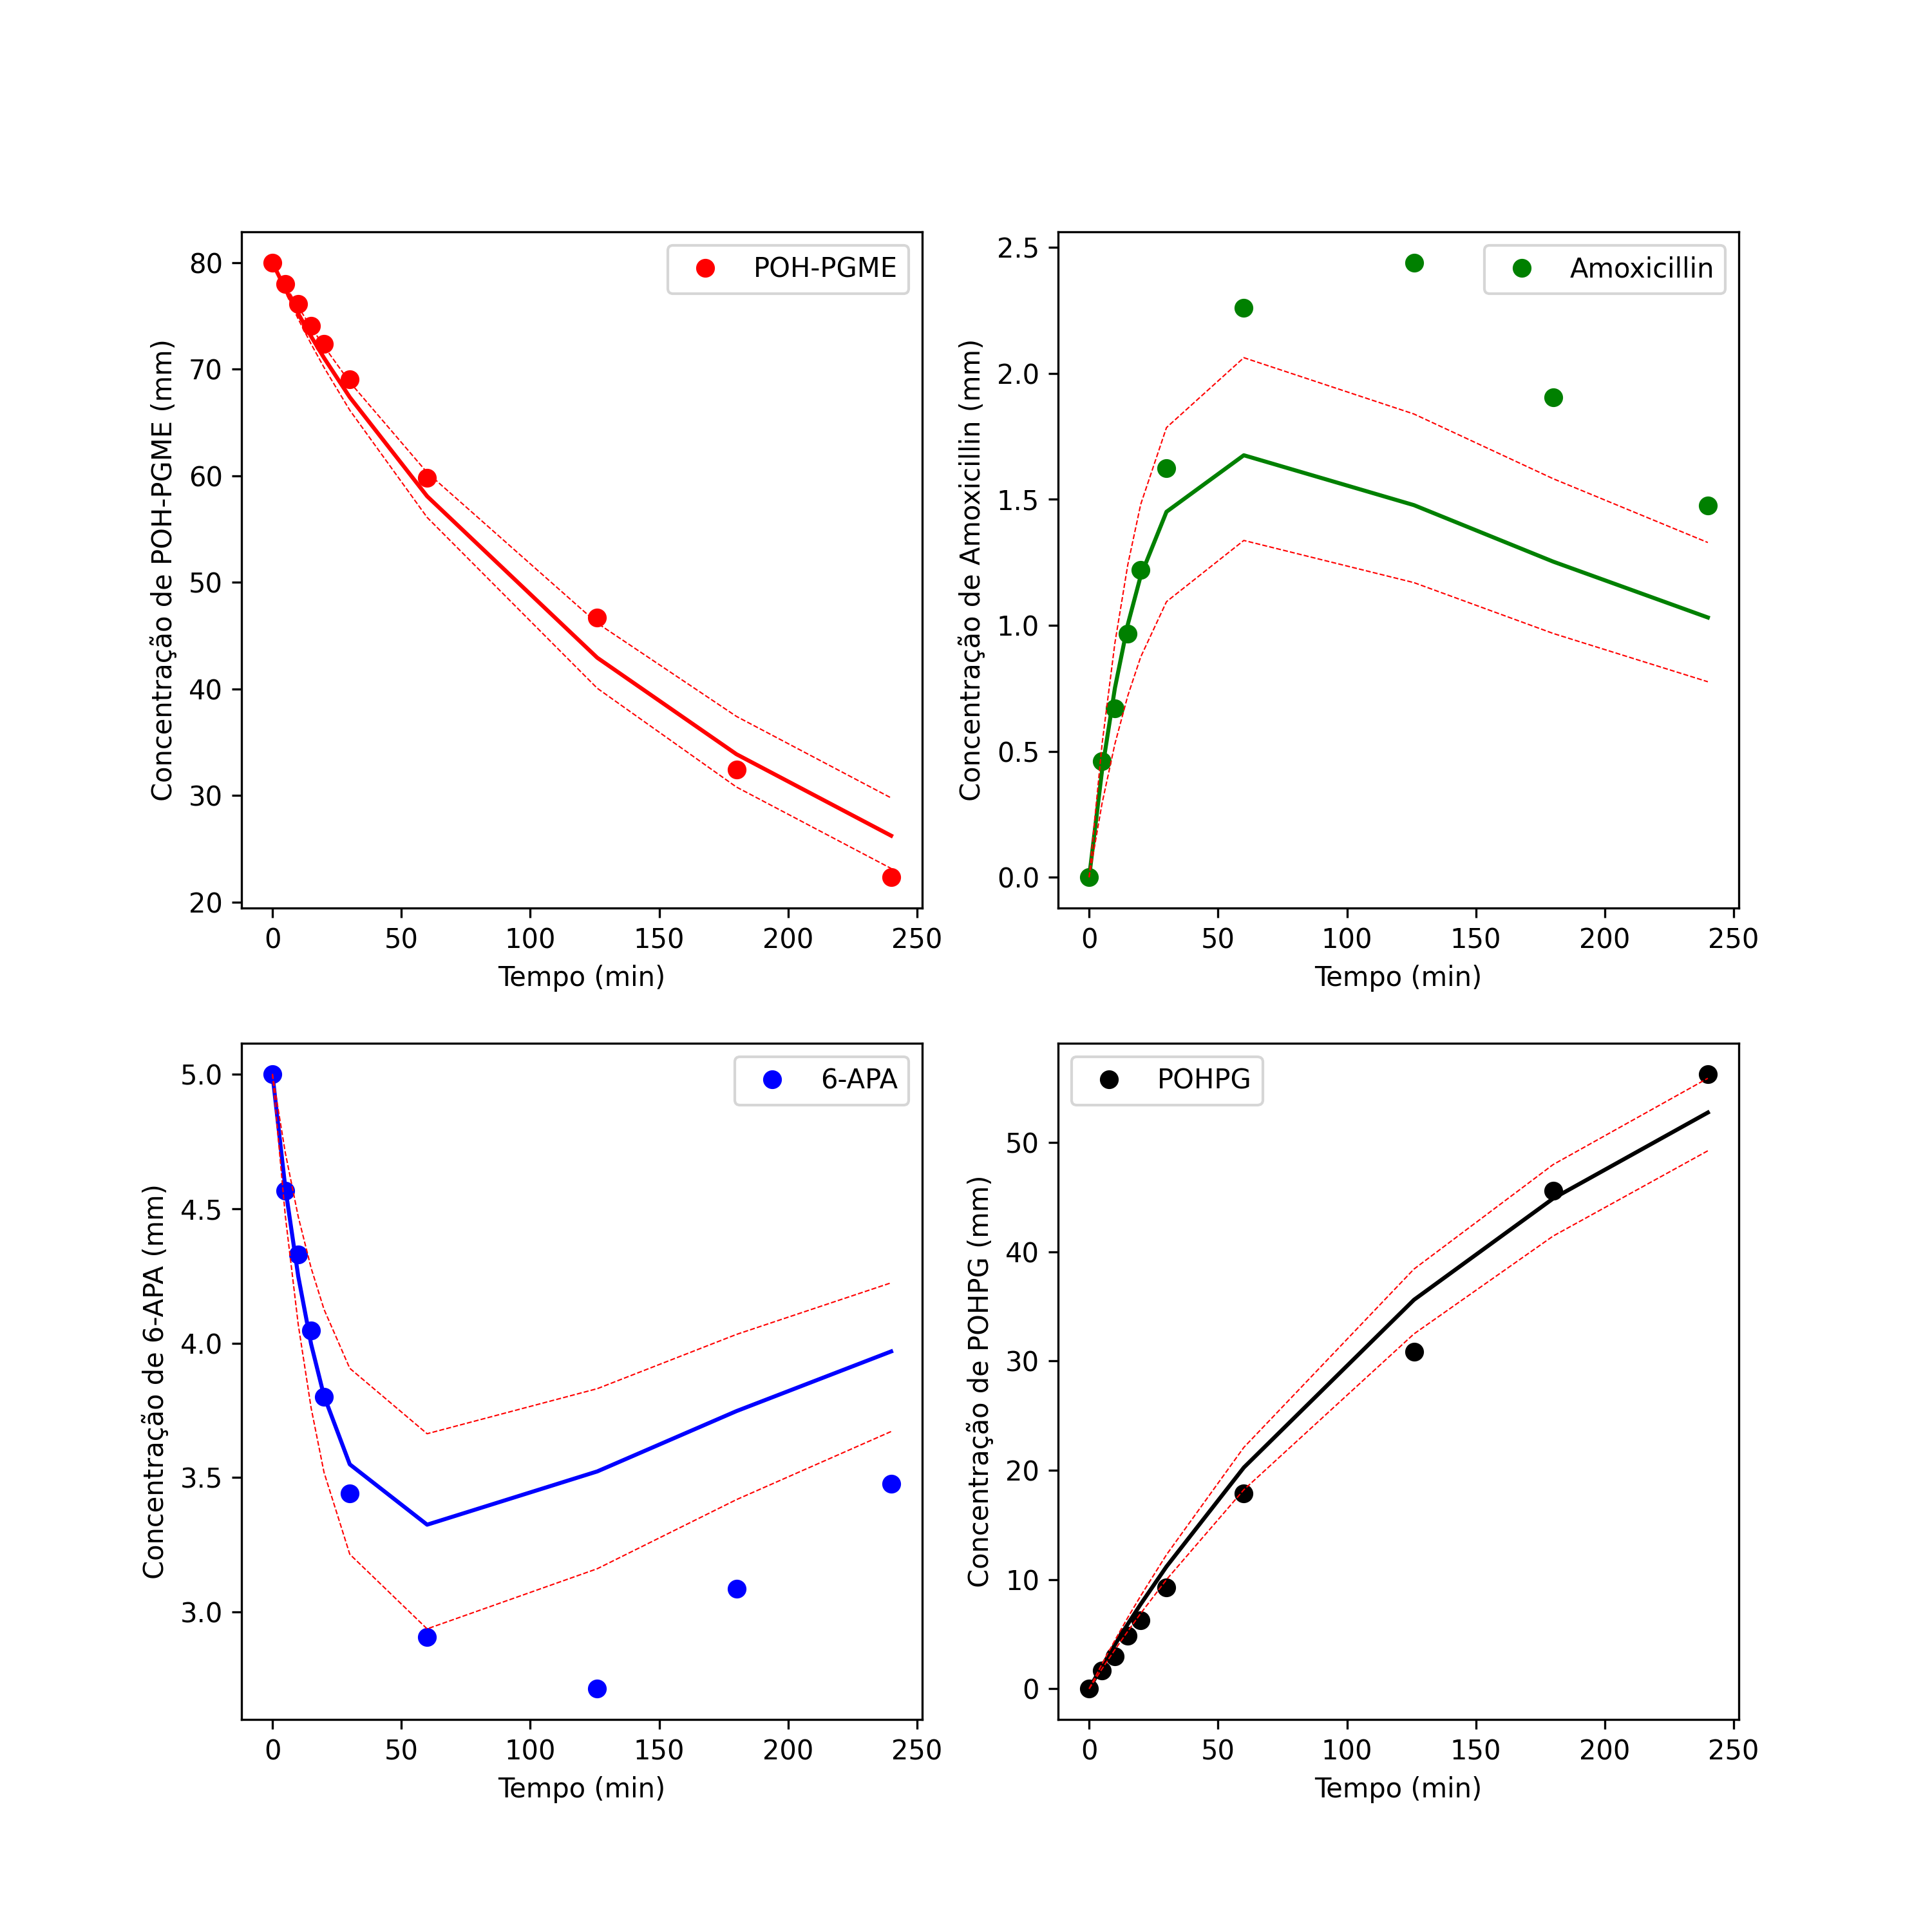 POH-PGME
Concentração de POH-PGME (mm)
80
70
60
50
40
30
20
0 50 100 150 200 250
Tempo (min)
Amoxicillin
Concentração de Amoxicillin (mm)
2.5
2.0
1.5
1.0
0.5
0.0
0 50 100 150 200 250
Tempo (min)
6-APA
Concentração de 6-APA (mm)
5.0
4.5
4.0
3.5
3.0
0 50 100 150 200 250
Tempo (min)
POHPG
Concentração de POHPG (mm)
50
40
30
20
10
0
0 50 100 150 200 250
Tempo (min)